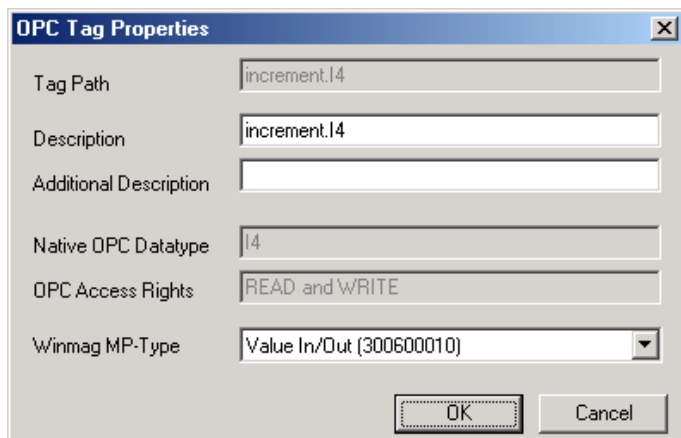 OPC Tag Properties
Tag Path increment.I4
Description increment.I4
Additional Description
Native OPC Datatype I4
OPC Access Rights READ and WRITE
Winmag MP-Type Value In/Out (300600010)
OK Cancel